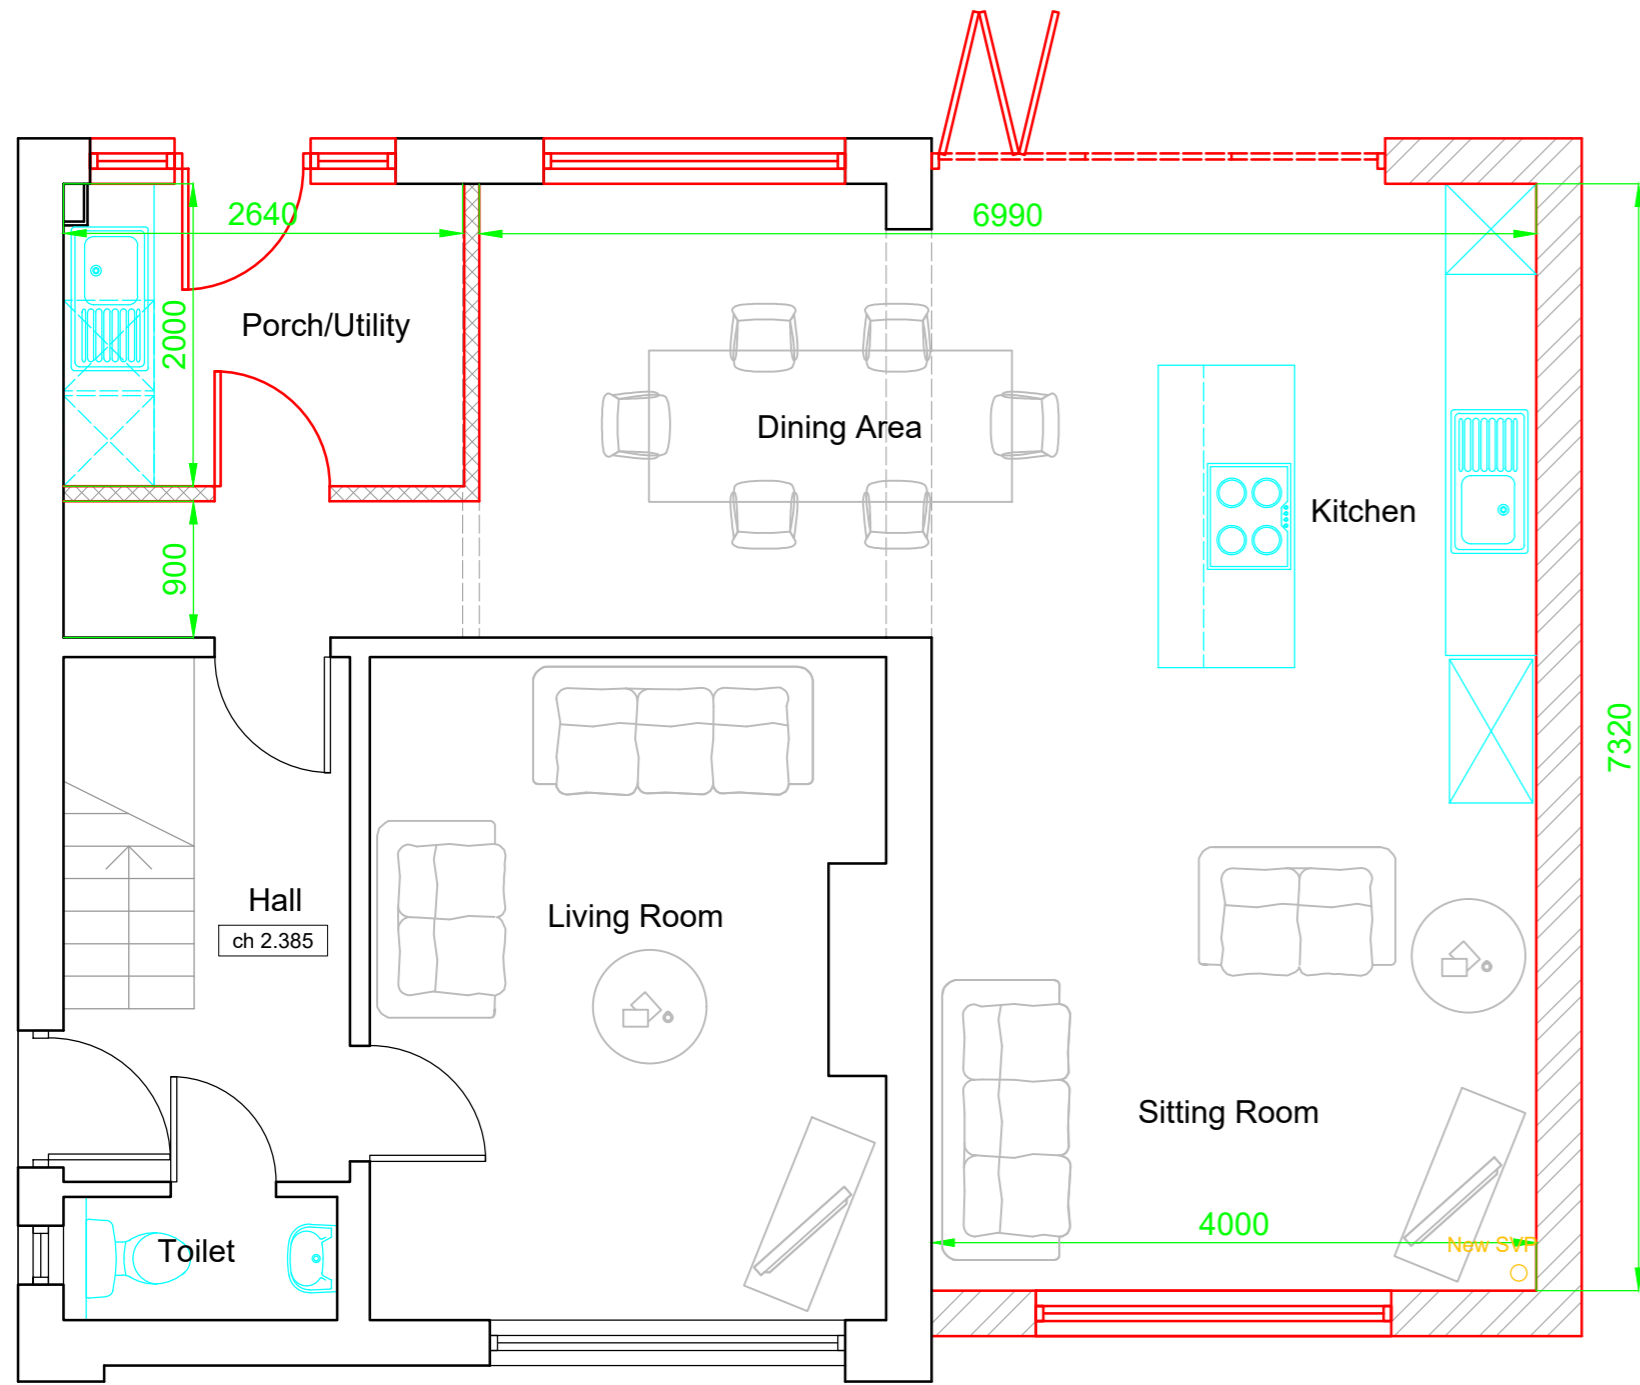 2640
6990
2000
Porch/Utility
Dining Area
Kitchen
900
7320
Hall
ch 2.385
Living Room
Sitting Room
4000
New SVP
Toilet